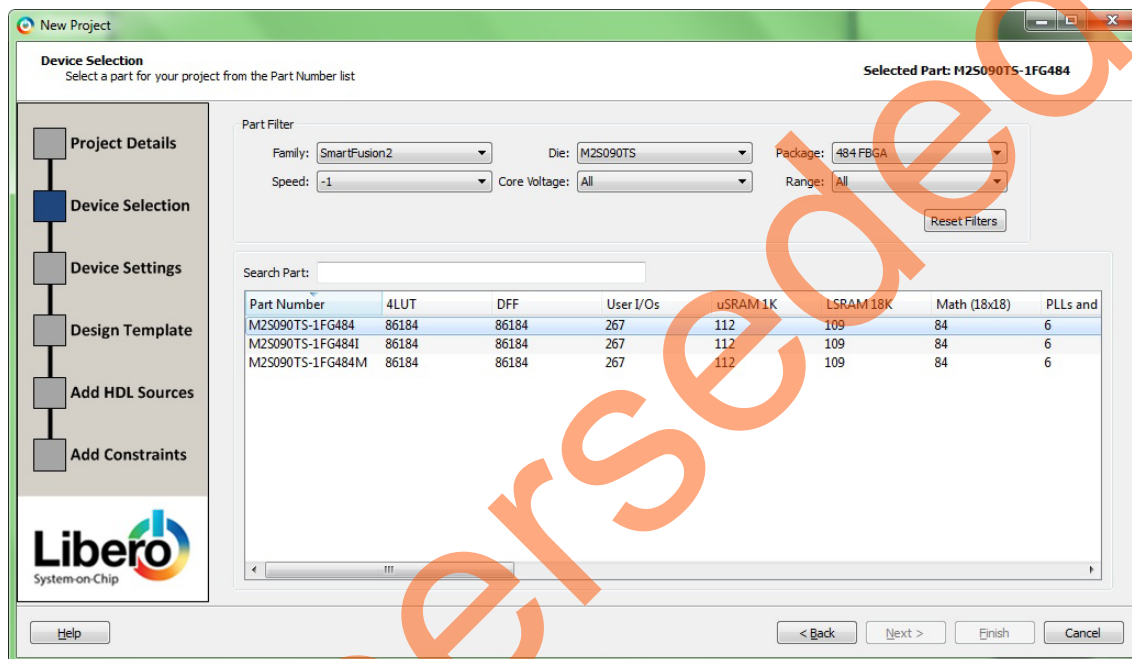 New Project
Device Selection
Select a part for your project from the Part Number list
Selected Part: M2S090TS-1FG484
Project Details
Device Selection
Device Settings
Design Template
Add HDL Sources
Add Constraints
Libero
System-on-Chip
Part Filter
Family: SmartFusion2 Die: M2S090TS Package: 484 FBGA
Speed: -1 Core Voltage: All Range: All
Reset Filters
Search Part:
Part Number 4LUT DFF User I/Os uSRAM 1K LSRAM 18K Math (18x18) PLLs and
M2S090TS-1FG484 86184 86184 267 112 109 84 6
M2S090TS-1FG484I 86184 86184 267 112 109 84 6
M2S090TS-1FG484M 86184 86184 267 112 109 84 6
Help < Back Next > Finish Cancel
erseded